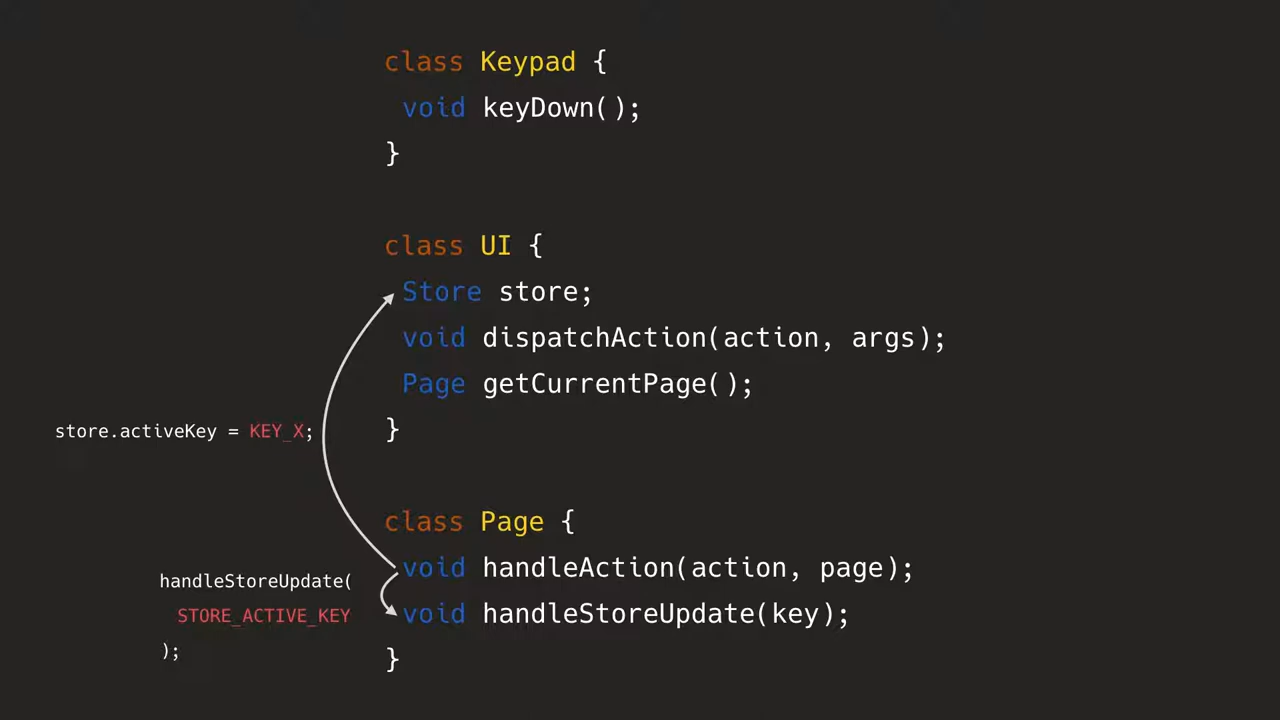 class Keypad {
void keyDown();
}
class UI {
Store store;
void dispatchAction(action, args);
Page getCurrentPage();
}
store.activeKey = KEY_X;
class Page {
void handleAction(action, page);
void handleStoreUpdate(key);
}
handleStoreUpdate(
STORE_ACTIVE_KEY
);